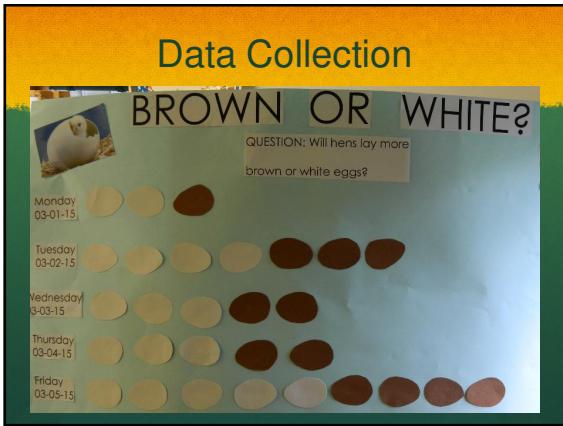 Data Collection
BROWN OR WHITE?
QUESTION: Will hens lay more
brown or white eggs?
Monday
03-01-15
Tuesday
03-02-15
Wednesday
03-03-15
Thursday
03-04-15
Friday
03-05-15